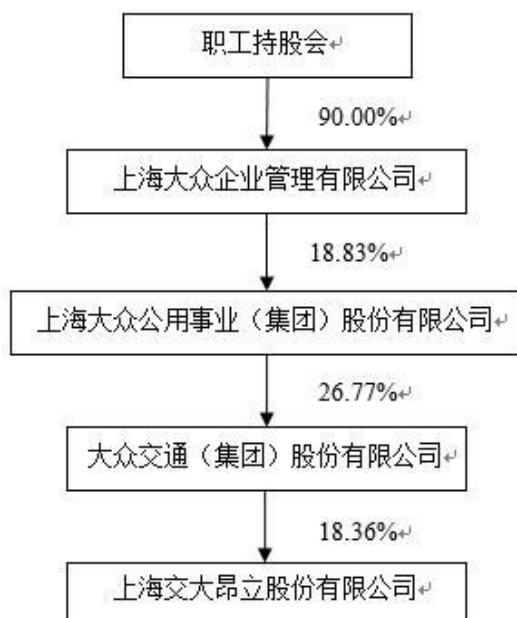 职工持股会↵
90.00%↵
上海大众企业管理有限公司↵
18.83%↵
上海大众公用事业（集团）股份有限公司↵
26.77%↵
大众交通（集团）股份有限公司↵
18.36%↵
上海交大昂立股份有限公司↵